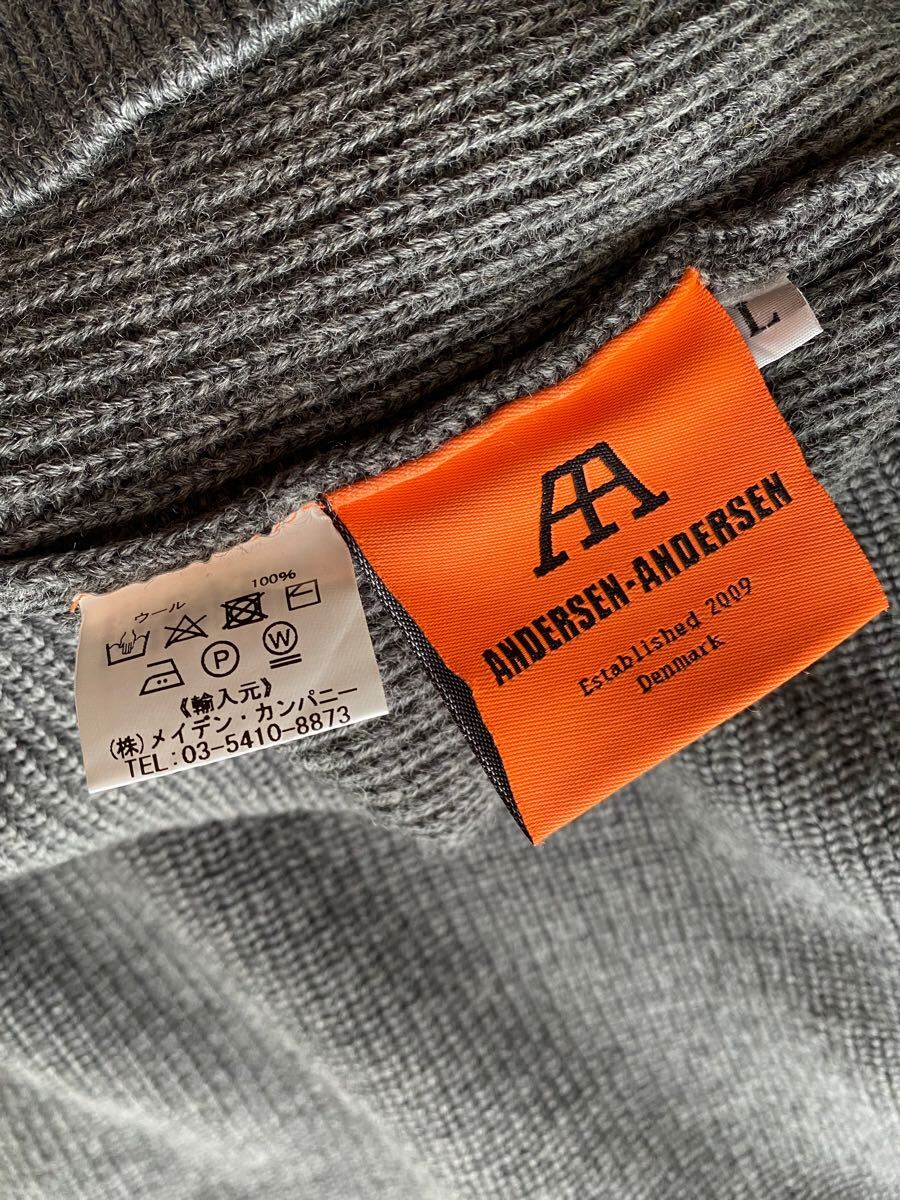 ウール 100%
P W
《輸入元》
(株)メイデン・カンパニー
TEL:03-5410-8873
L
AA
ANDERSEN-ANDERSEN
Established 2009
Denmark